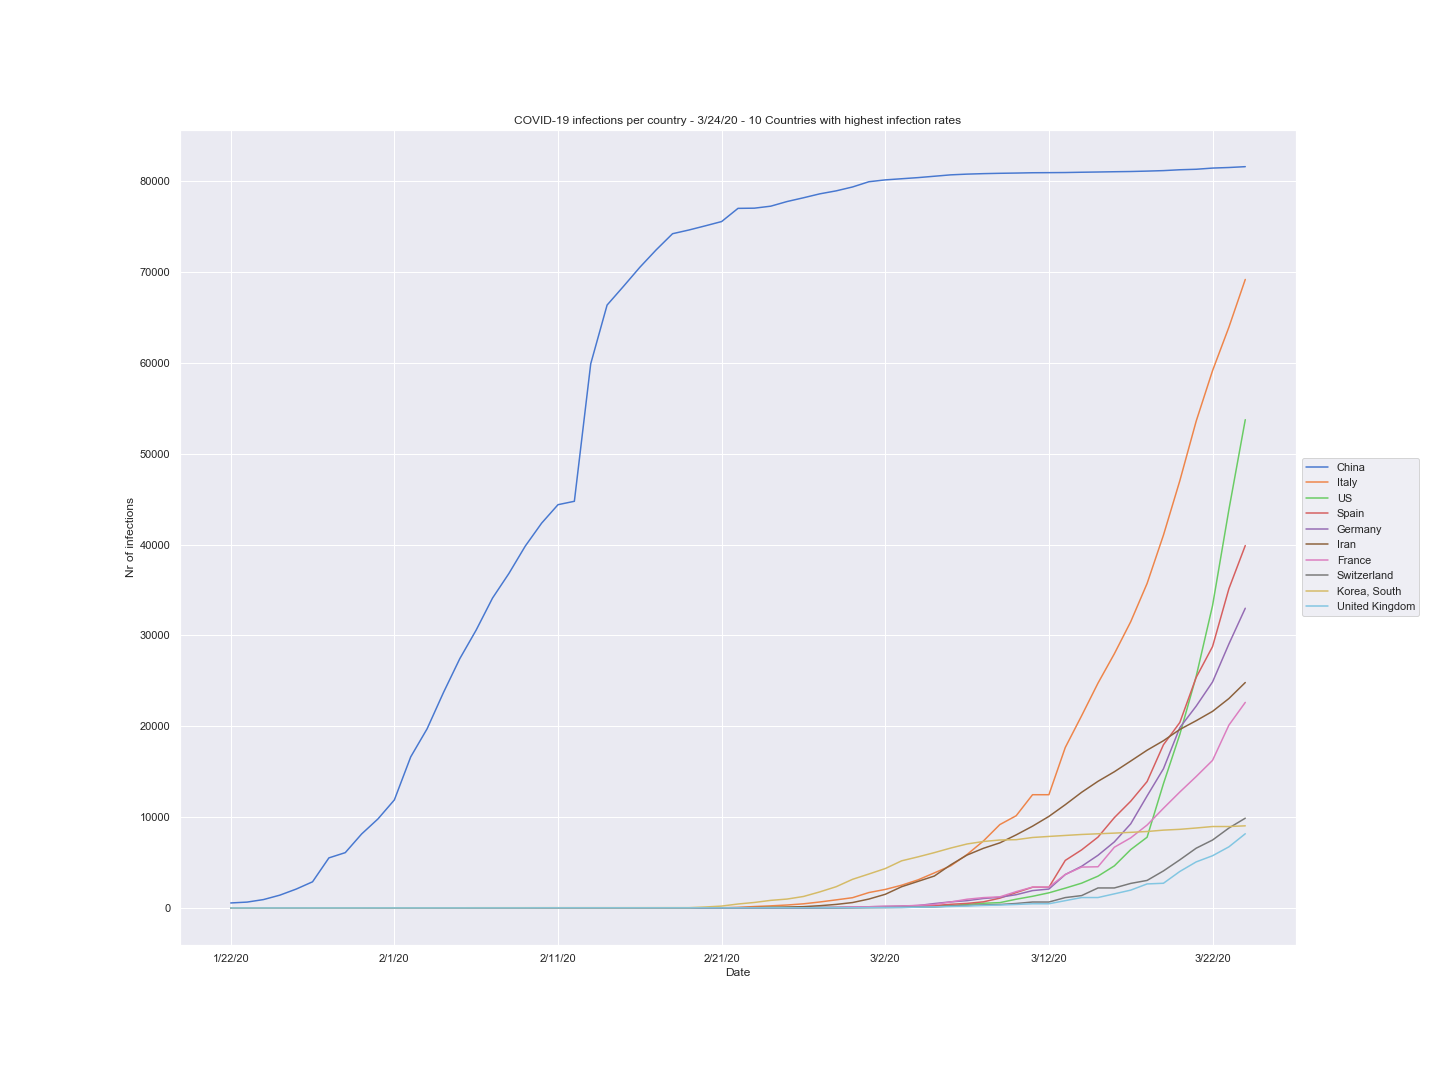 COVID-19 infections per country - 3/24/20 - 10 Countries with highest infection rates
Nr of infections
80000
70000
60000
50000
40000
30000
20000
10000
0
1/22/20
2/1/20
2/11/20
2/21/20
3/2/20
3/12/20
3/22/20
Date
China
Italy
US
Spain
Germany
Iran
France
Switzerland
Korea, South
United Kingdom